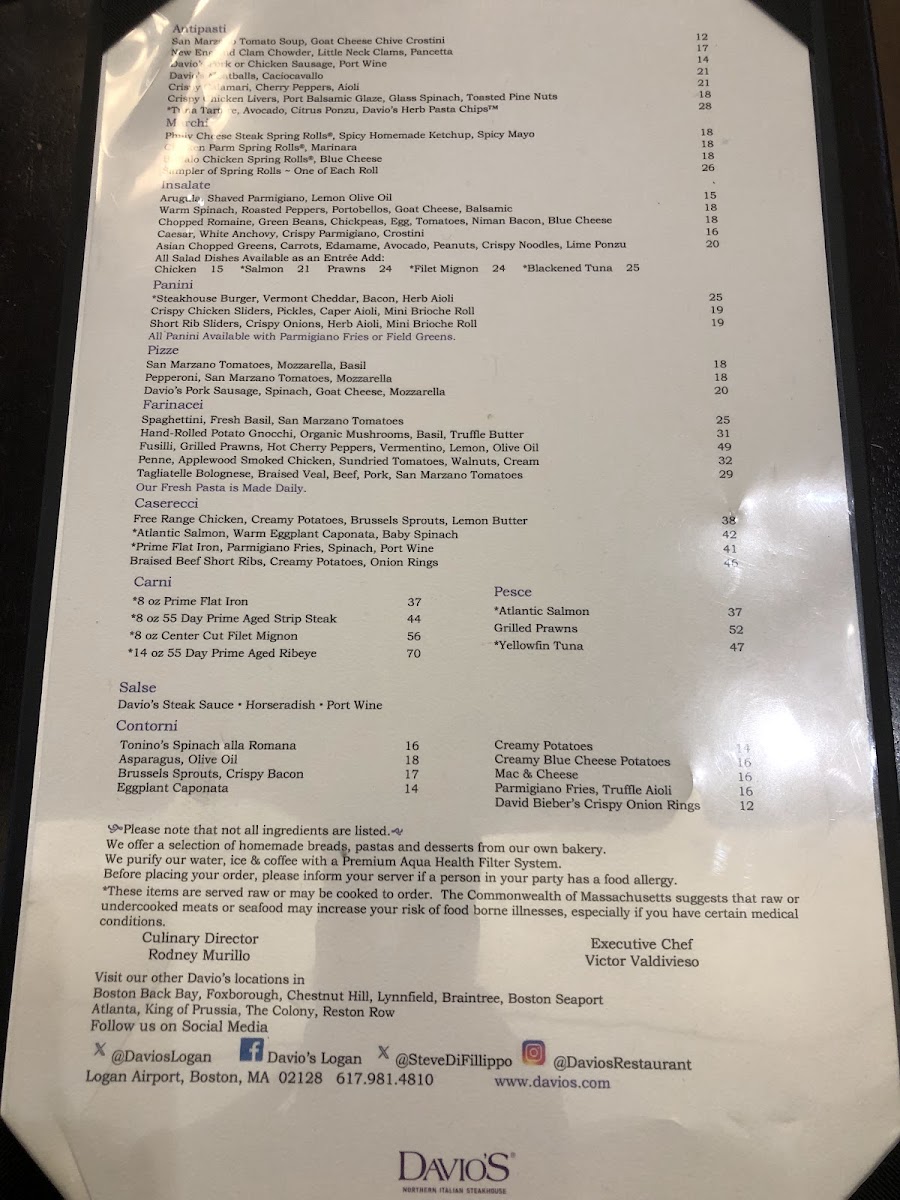 Antipasti
San Tomato Soup, Goat Cheese Chive Crostini 12
New Clam Chowder, Little Neck Clams, Pancetta 17
Davio's or Chicken Sausage, Port Wine 14
Caciocavallo 21
Cherry Peppers, Aioli 21
Crispy Chicken Livers, Port Balsamic Glaze, Glass Spinach, Toasted Pine Nuts 18
Avocado, Citrus Ponzu, Davio's Herb Pasta Chips™ 28
Philly Cheese Steak Spring Rolls®, Spicy Homemade Ketchup, Spicy Mayo 18
Parm Spring Rolls®, Marinara 18
Chicken Spring Rolls®, Blue Cheese 18
Sampler of Spring Rolls ~ One of Each Roll 26
Insalate
Arugula, Shaved Parmigiano, Lemon Olive Oil 15
Warm Spinach, Roasted Peppers, Portobellos, Goat Cheese, Balsamic 18
Chopped Romaine, Green Beans, Chickpeas, Egg, Tomatoes, Niman Bacon, Blue Cheese 18
Caesar, White Anchovy, Crispy Parmigiano, Crostini 16
Asian Chopped Greens, Carrots, Edamame, Avocado, Peanuts, Crispy Noodles, Lime Ponzu 20
All Salad Dishes Available as an Entrée Add:
Chicken 15 *Salmon 21 Prawns 24 *Filet Mignon 24 *Blackened Tuna 25
Panini
*Steakhouse Burger, Vermont Cheddar, Bacon, Herb Aioli 25
Crispy Chicken Sliders, Pickles, Caper Aioli, Mini Brioche Roll 19
Short Rib Sliders, Crispy Onions, Herb Aioli, Mini Brioche Roll 19
All Panini Available with Parmigiano Fries or Field Greens.
Pizze
San Marzano Tomatoes, Mozzarella, Basil 18
Pepperoni, San Marzano Tomatoes, Mozzarella 18
Davio's Pork Sausage, Spinach, Goat Cheese, Mozzarella 20
Farinacei
Spaghettini, Fresh Basil, San Marzano Tomatoes 25
Hand-Rolled Potato Gnocchi, Organic Mushrooms, Basil, Truffle Butter 31
Fusilli, Grilled Prawns, Hot Cherry Peppers, Vermentino, Lemon, Olive Oil 49
Penne, Applewood Smoked Chicken, Sundried Tomatoes, Walnuts, Cream 32
Tagliatelle Bolognese, Braised Veal, Beef, Pork, San Marzano Tomatoes 29
Our Fresh Pasta is Made Daily.
Caserecci
Free Range Chicken, Creamy Potatoes, Brussels Sprouts, Lemon Butter 38
*Atlantic Salmon, Warm Eggplant Caponata, Baby Spinach 42
*Prime Flat Iron, Parmigiano Fries, Spinach, Port Wine 41
Braised Beef Short Ribs, Creamy Potatoes, Onion Rings
Carni
*8 oz Prime Flat Iron 37
*8 oz 55 Day Prime Aged Strip Steak 44
*8 oz Center Cut Filet Mignon 56
*14 oz 55 Day Prime Aged Ribeye 70
Pesce
*Atlantic Salmon 37
Grilled Prawns 52
*Yellowfin Tuna 47
Salse
Davio's Steak Sauce • Horseradish • Port Wine
Contorni
Tonino's Spinach alla Romana 16
Asparagus, Olive Oil 18
Brussels Sprouts, Crispy Bacon 17
Eggplant Caponata 14
Creamy Potatoes 14
Creamy Blue Cheese Potatoes 16
Mac & Cheese 16
Parmigiano Fries, Truffle Aioli 16
David Bieber's Crispy Onion Rings 12
Please note that not all ingredients are listed.
We offer a selection of homemade breads, pastas and desserts from our own bakery.
We purify our water, ice & coffee with a Premium Aqua Health Filter System.
Before placing your order, please inform your server if a person in your party has a food allergy.
*These items are served raw or may be cooked to order. The Commonwealth of Massachusetts suggests that raw or
undercooked meats or seafood may increase your risk of food borne illnesses, especially if you have certain medical
conditions.
Culinary Director
Rodney Murillo
Executive Chef
Victor Valdivieso
Visit our other Davio's locations in
Boston Back Bay, Foxborough, Chestnut Hill, Lynnfield, Braintree, Boston Seaport
Atlanta, King of Prussia, The Colony, Reston Row
Follow us on Social Media
@DaviosLogan Davio's Logan @SteveDiFillippo @DaviosRestaurant
Logan Airport, Boston, MA 02128 617.981.4810 www.davios.com
DAVIO'S®
NORTHERN ITALIAN STEAKHOUSE